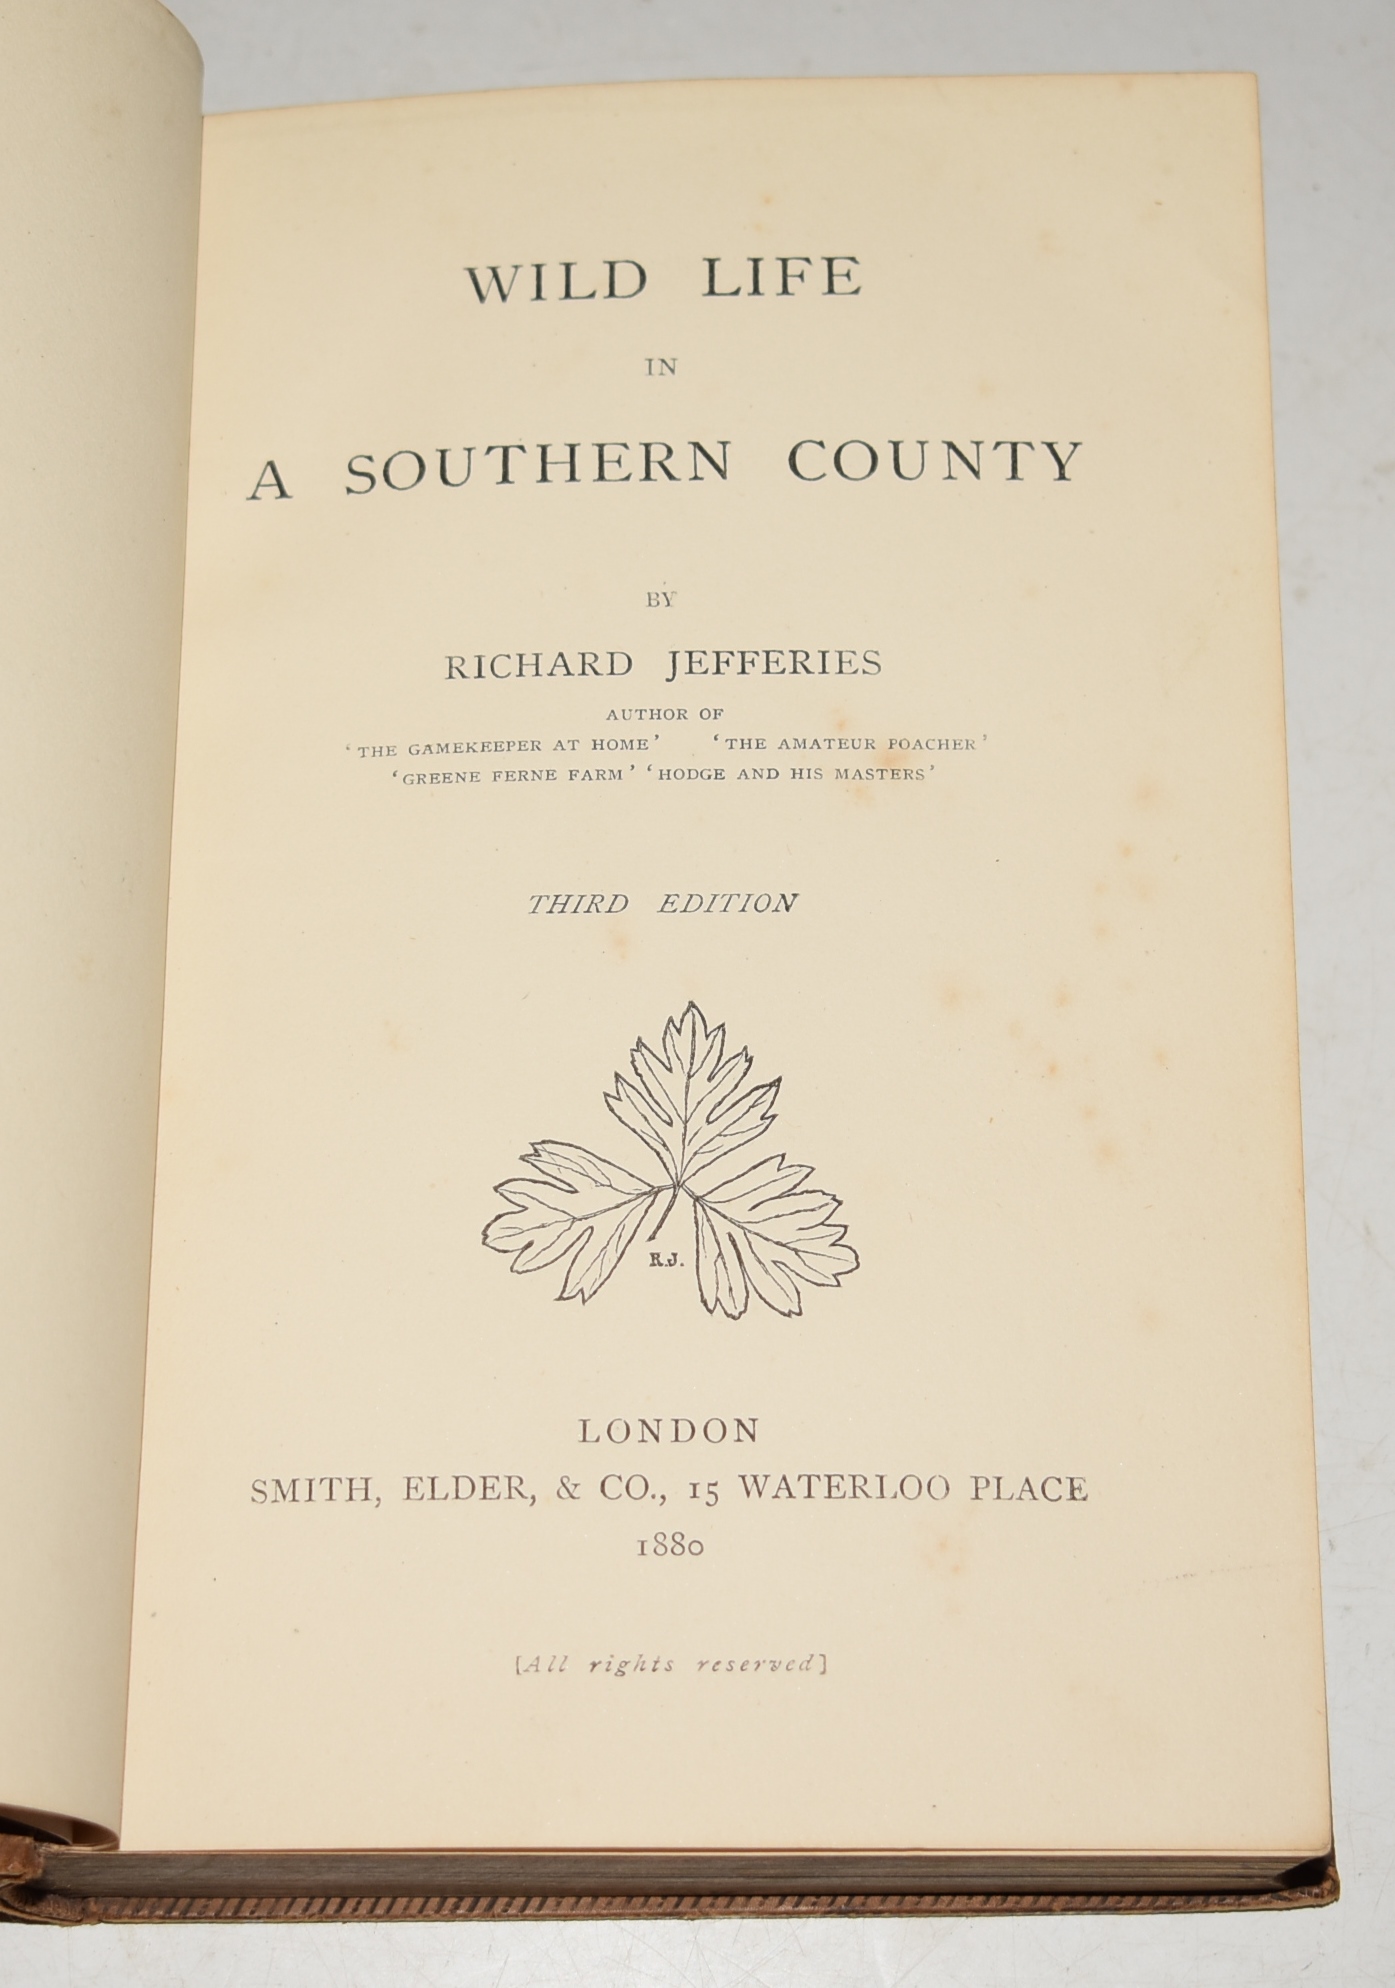 WILD LIFE
IN
A SOUTHERN COUNTY
BY
RICHARD JEFFERIES
AUTHOR OF
‘THE GAMEKEEPER AT HOME’ ‘THE AMATEUR POACHER’
‘GREENE FERNE FARM’ ‘HODGE AND HIS MASTERS’
THIRD EDITION
R.J.
LONDON
SMITH, ELDER, & CO., 15 WATERLOO PLACE
1880
[All rights reserved]